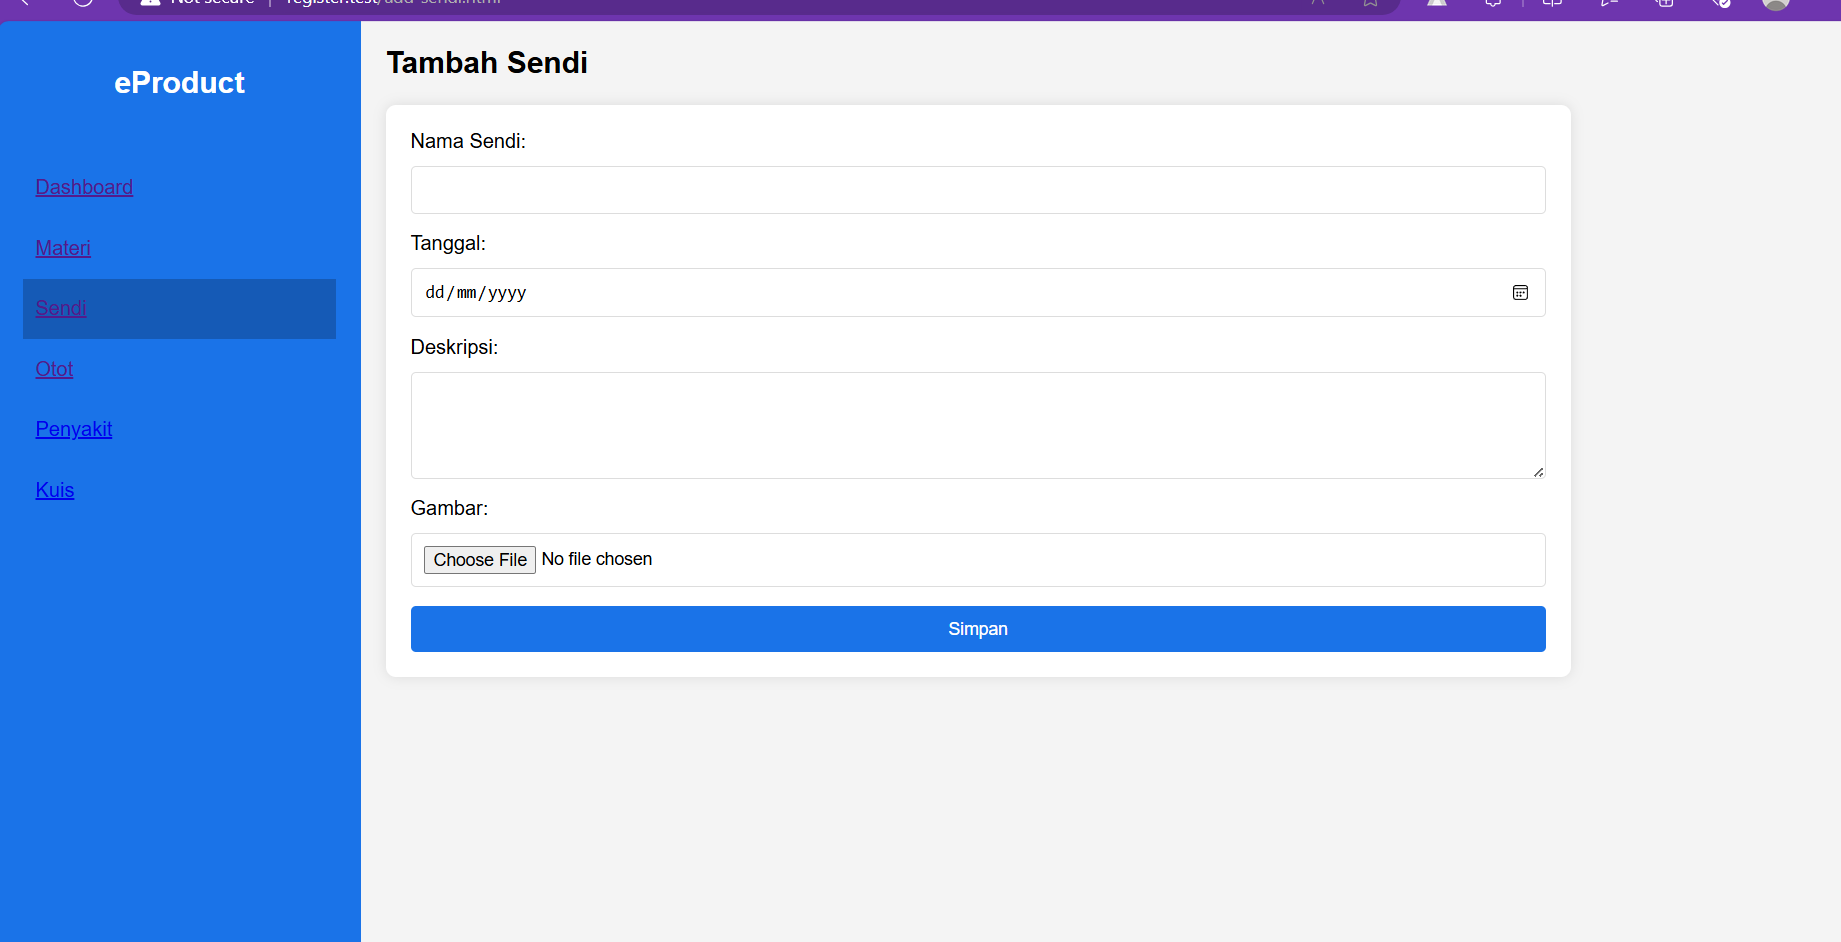 Not secure register.test/add-sendi.html
eProduct
Dashboard
Materi
Sendi
Otot
Penyakit
Kuis
Tambah Sendi
Nama Sendi:
Tanggal:
dd/mm/yyyy
Deskripsi:
Gambar:
Choose File No file chosen
Simpan